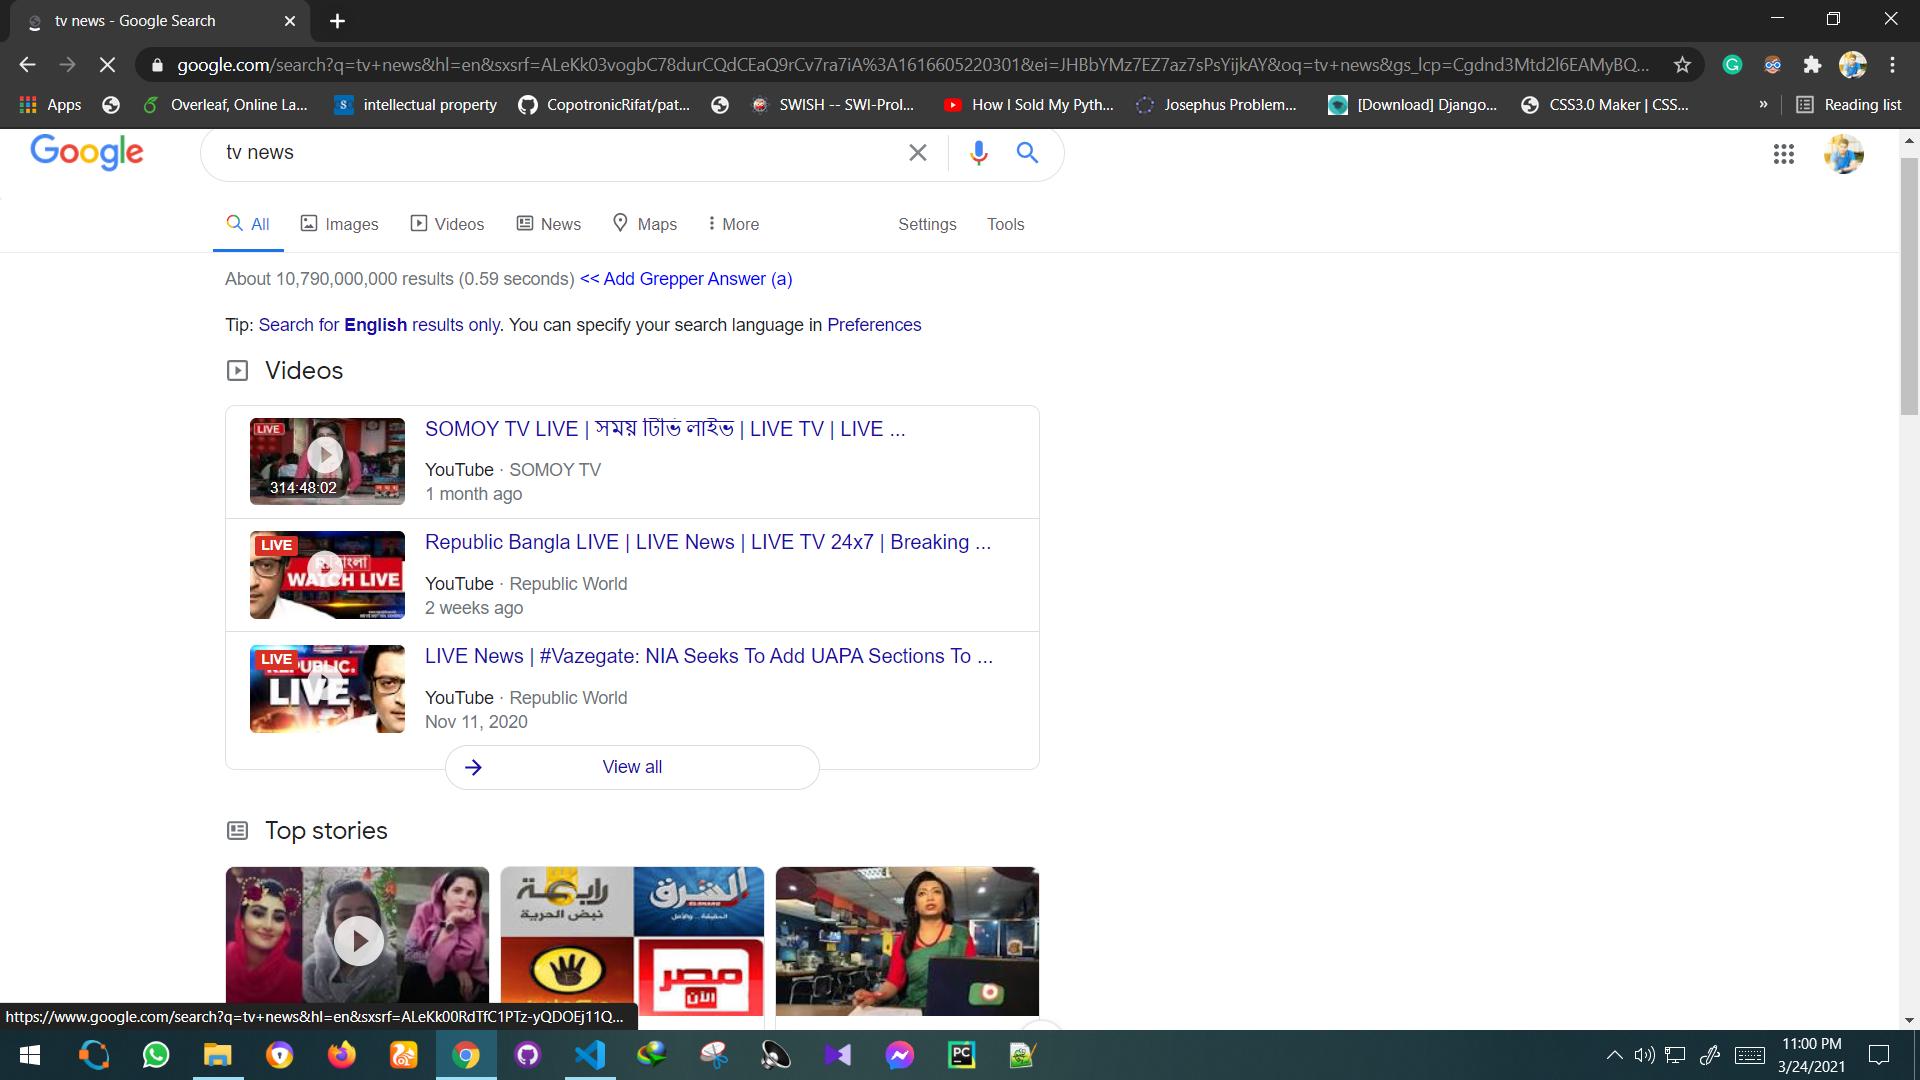 tv news - Google Search
google.com/search?q=tv+news&hl=en&sxsrf=ALeKk03vogbC78durCQdCEaQ9rCv7ra7iA%3A1616605220301&ei=JHBbYMz7EZ7az7sPsYijkAY&oq=tv+news&gs_lcp=Cgdnd3Mtd2l6EAMyBQ...
Apps Overleaf, Online La... intellectual property CopotronicRifat/pat... SWISH -- SWI-Prol... How I Sold My Pyth... Josephus Problem... [Download] Django... CSS3.0 Maker | CSS... » Reading list
Google tv news
All Images Videos News Maps More Settings Tools
About 10,790,000,000 results (0.59 seconds) << Add Grepper Answer (a)
Tip: Search for English results only. You can specify your search language in Preferences
Videos
LIVE
314:48:02
SOMOY TV LIVE | সময় টিভি লাইভ | LIVE TV | LIVE ...
YouTube · SOMOY TV
1 month ago
LIVE
WATCH LIVE
Republic Bangla LIVE | LIVE News | LIVE TV 24x7 | Breaking ...
YouTube · Republic World
2 weeks ago
LIVE
REPUBLIC.
LIVE
LIVE News | #Vazegate: NIA Seeks To Add UAPA Sections To ...
YouTube · Republic World
Nov 11, 2020
View all
Top stories
رابعة
نبض الحرية
الشرق
مصر
الآن
https://www.google.com/search?q=tv+news&hl=en&sxsrf=ALeKk00RdTfC1PTz-yQDOEj11Q...
PC
11:00 PM
3/24/2021